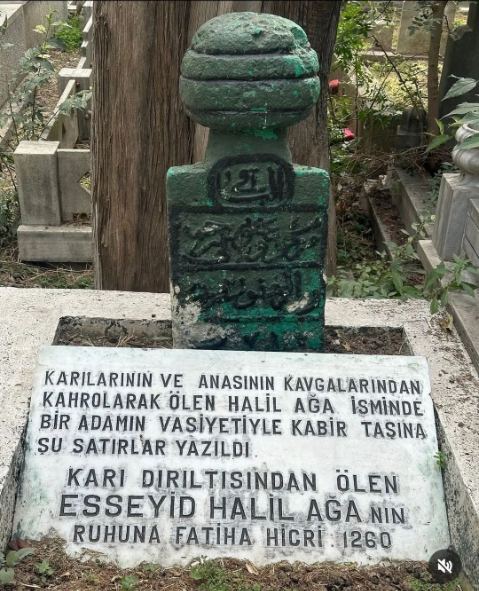 KARILARININ VE ANASININ KAVGALARINDAN
KAHROLARAK ÖLEN HALİL AĞA İSMİNDE
BİR ADAMIN VASİYETİYLE KABİR TAŞINA
ŞU SATIRLAR YAZILDI.
KARI DIRILTISINDAN ÖLEN
ESSEYİD HALİL AĞA NIN
RUHUNA FATİHA HİCRİ 1260